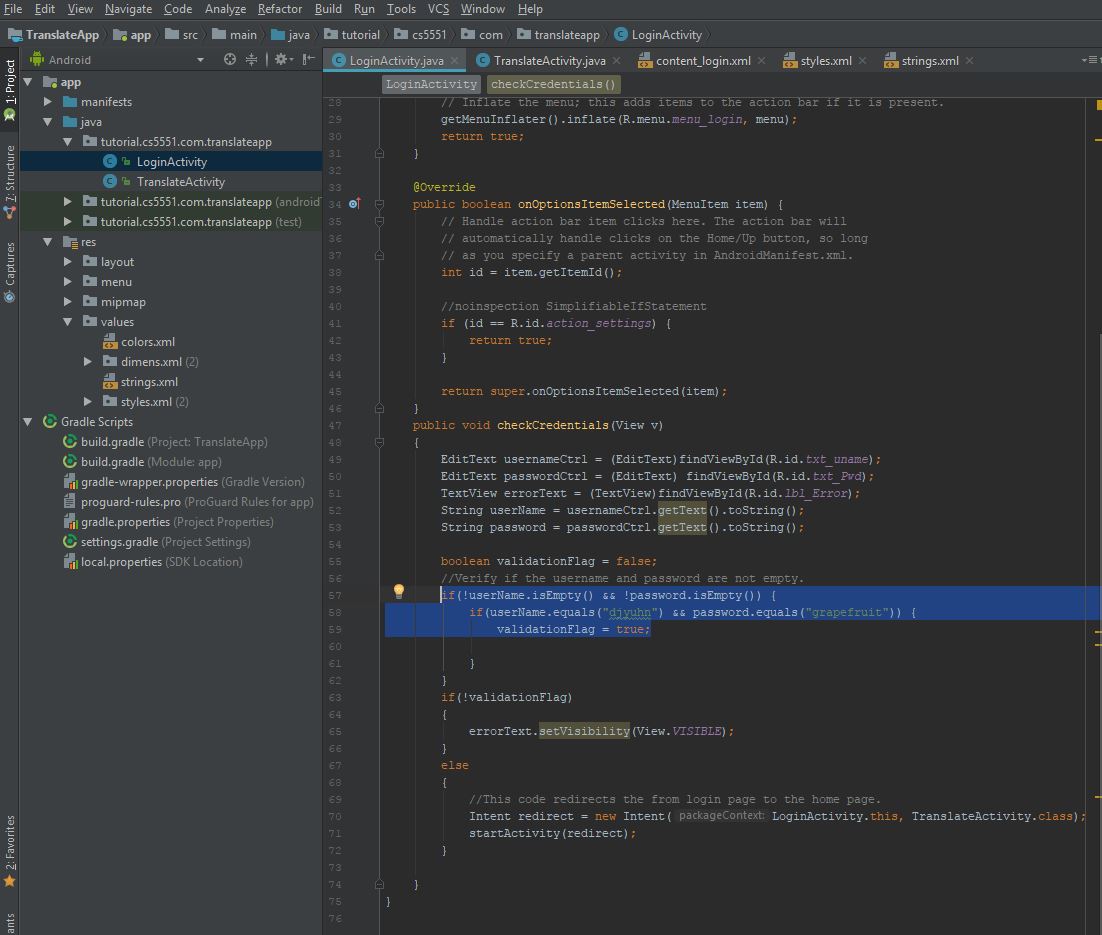 File Edit View Navigate Code Analyze Refactor Build Run Tools VCS Window Help
TranslateApp app src main java tutorial cs5551 com translateapp LoginActivity
Android
LoginActivity.java TranslateActivity.java content_login.xml styles.xml strings.xml
LoginActivity checkCredentials()
1: Project
7: Structure
Captures
2: Favorites
ants
app
manifests
java
tutorial.cs5551.com.translateapp
LoginActivity
TranslateActivity
tutorial.cs5551.com.translateapp (android
tutorial.cs5551.com.translateapp (test)
res
layout
menu
mipmap
values
colors.xml
dimens.xml (2)
strings.xml
styles.xml (2)
Gradle Scripts
build.gradle (Project: TranslateApp)
build.gradle (Module: app)
gradle-wrapper.properties (Gradle Version)
proguard-rules.pro (ProGuard Rules for app)
gradle.properties (Project Properties)
settings.gradle (Project Settings)
local.properties (SDK Location)
28 // Inflate the menu; this adds items to the action bar if it is present.
29 getMenuInflater().inflate(R.menu.menu_login, menu);
30 return true;
31 }
32
33 @Override
34 public boolean onOptionsItemSelected(MenuItem item) {
35 // Handle action bar item clicks here. The action bar will
36 // automatically handle clicks on the Home/Up button, so long
37 // as you specify a parent activity in AndroidManifest.xml.
38 int id = item.getItemId();
39
40 //noinspection SimplifiableIfStatement
41 if (id == R.id.action_settings) {
42 return true;
43 }
44
45 return super.onOptionsItemSelected(item);
46 }
47 public void checkCredentials(View v)
48 {
49 EditText usernameCtrl = (EditText)findViewById(R.id.txt_uname);
50 EditText passwordCtrl = (EditText) findViewById(R.id.txt_Pwd);
51 TextView errorText = (TextView)findViewById(R.id.lbl_Error);
52 String userName = usernameCtrl.getText().toString();
53 String password = passwordCtrl.getText().toString();
54
55 boolean validationFlag = false;
56 //Verify if the username and password are not empty.
57 if(!userName.isEmpty() && !password.isEmpty()) {
58 if(userName.equals("djyuhn") && password.equals("grapefruit")) {
59 validationFlag = true;
60
61 }
62 }
63 if(!validationFlag)
64 {
65 errorText.setVisibility(View.VISIBLE);
66 }
67 else
68 {
69 //This code redirects the from login page to the home page.
70 Intent redirect = new Intent( packageContext: LoginActivity.this, TranslateActivity.class);
71 startActivity(redirect);
72 }
73
74 }
75 }
76